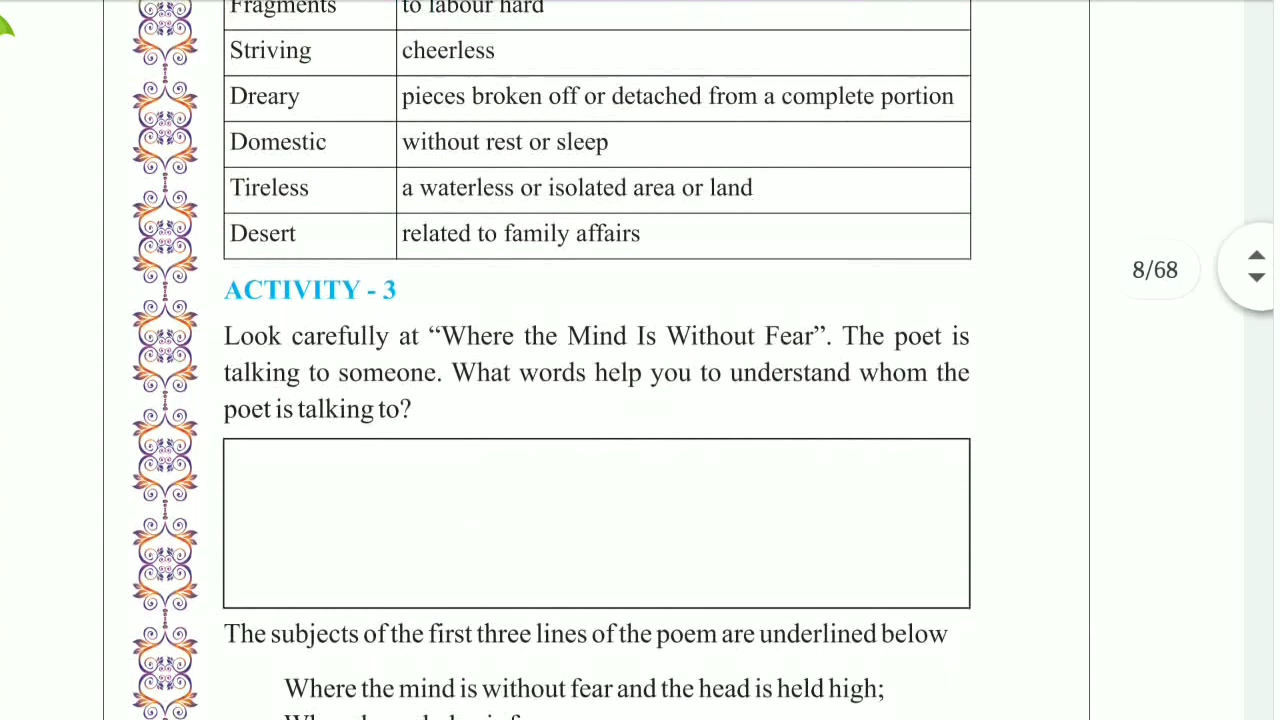 Fragments to labour hard
Striving cheerless
Dreary pieces broken off or detached from a complete portion
Domestic without rest or sleep
Tireless a waterless or isolated area or land
Desert related to family affairs
ACTIVITY - 3
Look carefully at “Where the Mind Is Without Fear”. The poet is
talking to someone. What words help you to understand whom the
poet is talking to?
8/68
The subjects of the first three lines of the poem are underlined below
Where the mind is without fear and the head is held high;